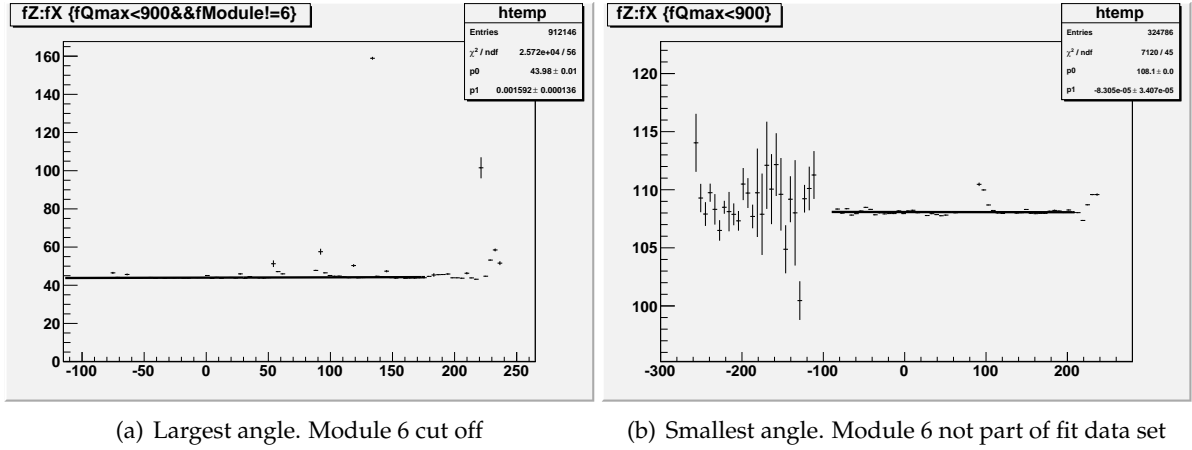 fZ:fX {fQmax<900&&fModule!=6}
htemp
Entries 912146
χ² / ndf 2.572e+04 / 56
p0 43.98 ± 0.01
p1 0.001592 ± 0.000136
160
140
120
100
80
60
40
20
0
-100 -50 0 50 100 150 200 250
(a) Largest angle. Module 6 cut off
fZ:fX {fQmax<900}
htemp
Entries 324786
χ² / ndf 7120 / 45
p0 108.1 ± 0.0
p1 -8.305e-05 ± 3.407e-05
120
115
110
105
100
-300 -200 -100 0 100 200
(b) Smallest angle. Module 6 not part of fit data set